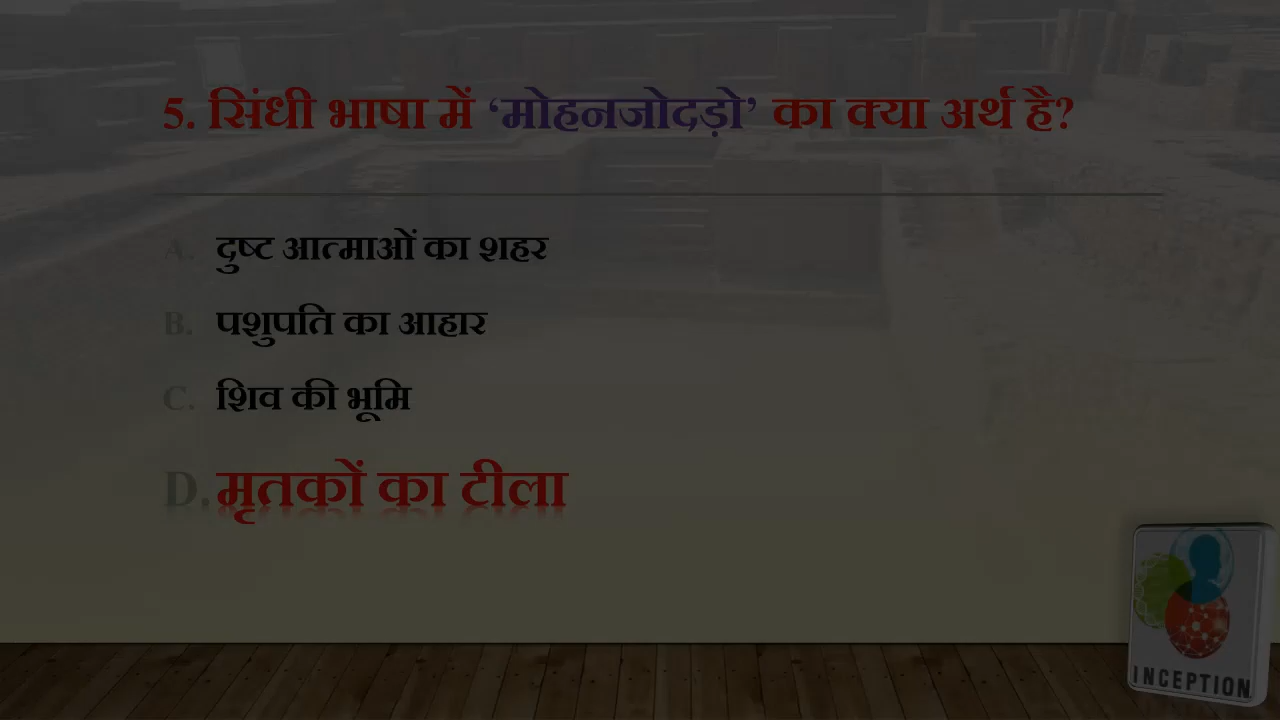 5. सिंधी भाषा में ‘मोहनजोदड़ो’ का क्या अर्थ है?
A. दुष्ट आत्माओं का शहर
B. पशुपति का आहार
C. शिव की भूमि
D. मृतकों का टीला
INCEPTION